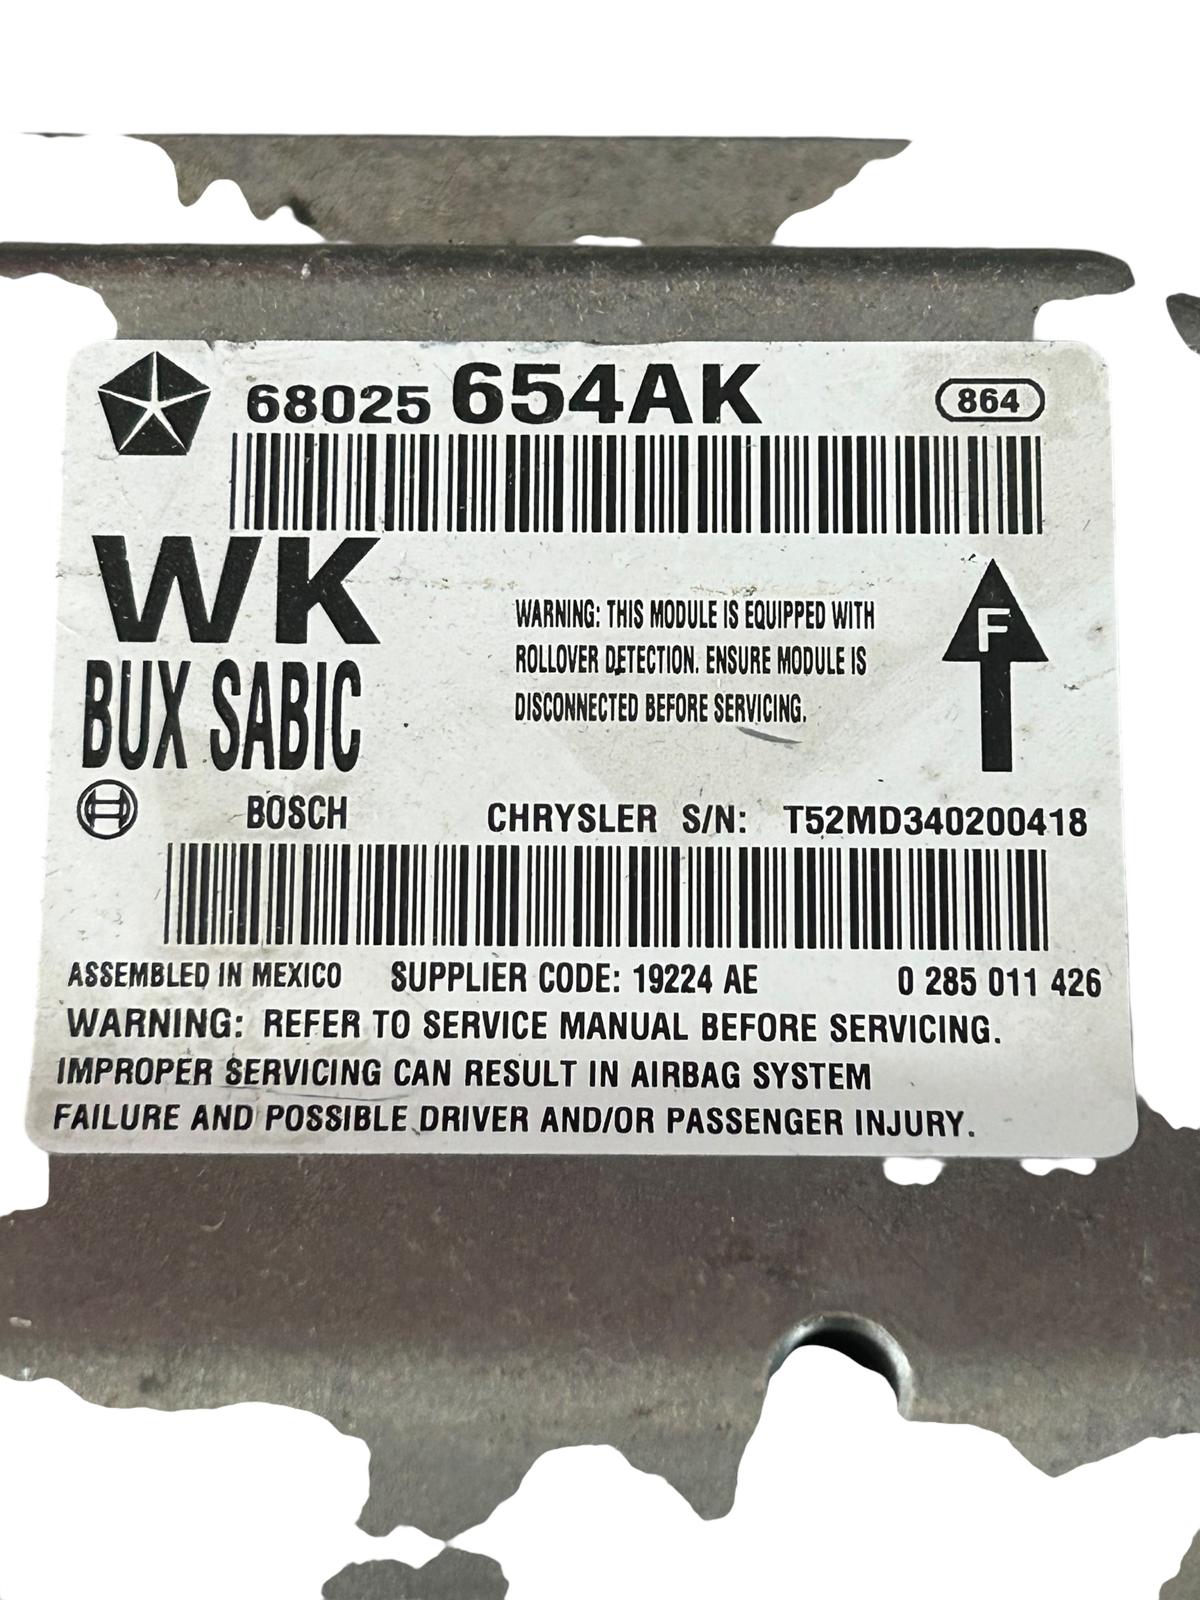 68025 654AK 864
WK
BUX SABIC
WARNING: THIS MODULE IS EQUIPPED WITH
ROLLOVER DETECTION. ENSURE MODULE IS
DISCONNECTED BEFORE SERVICING.
F
BOSCH CHRYSLER S/N: T52MD340200418
ASSEMBLED IN MEXICO SUPPLIER CODE: 19224 AE 0 285 011 426
WARNING: REFER TO SERVICE MANUAL BEFORE SERVICING.
IMPROPER SERVICING CAN RESULT IN AIRBAG SYSTEM
FAILURE AND POSSIBLE DRIVER AND/OR PASSENGER INJURY.